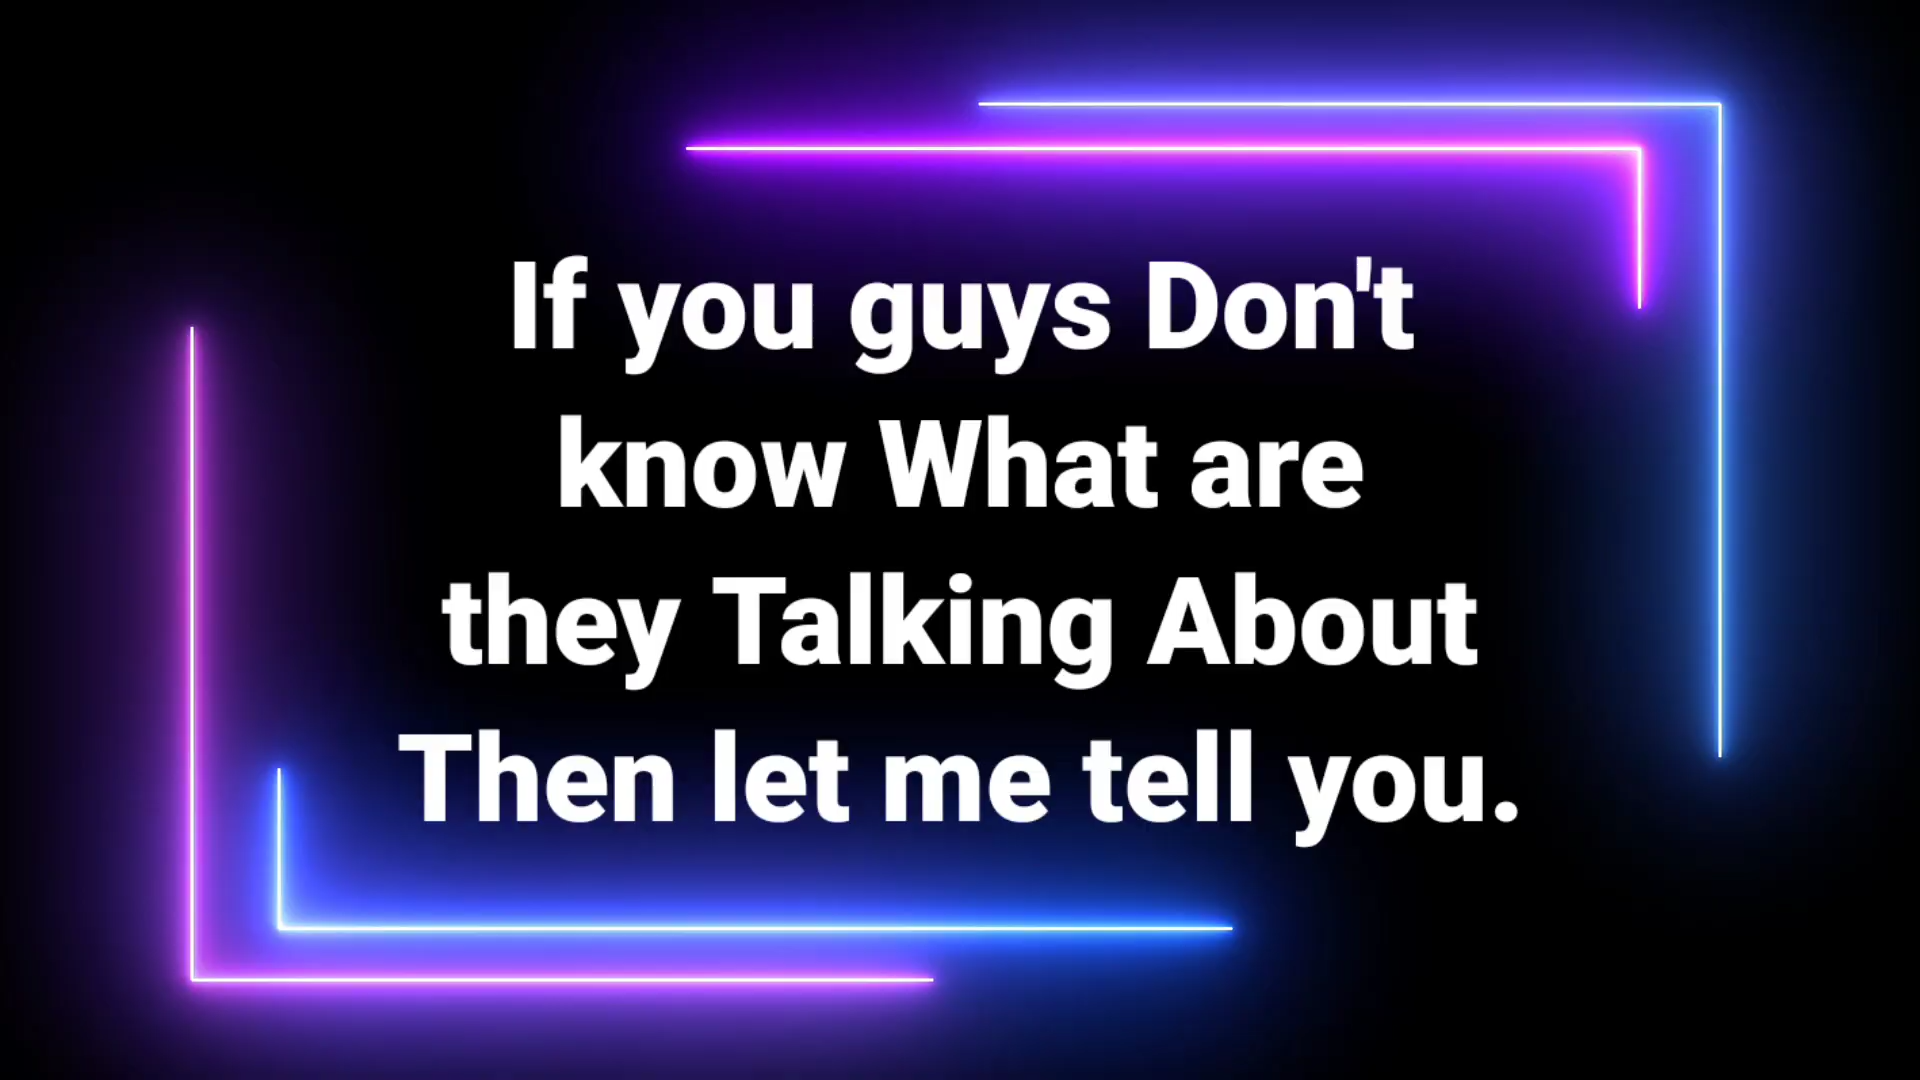 If you guys Don't
know What are
they Talking About
Then let me tell you.